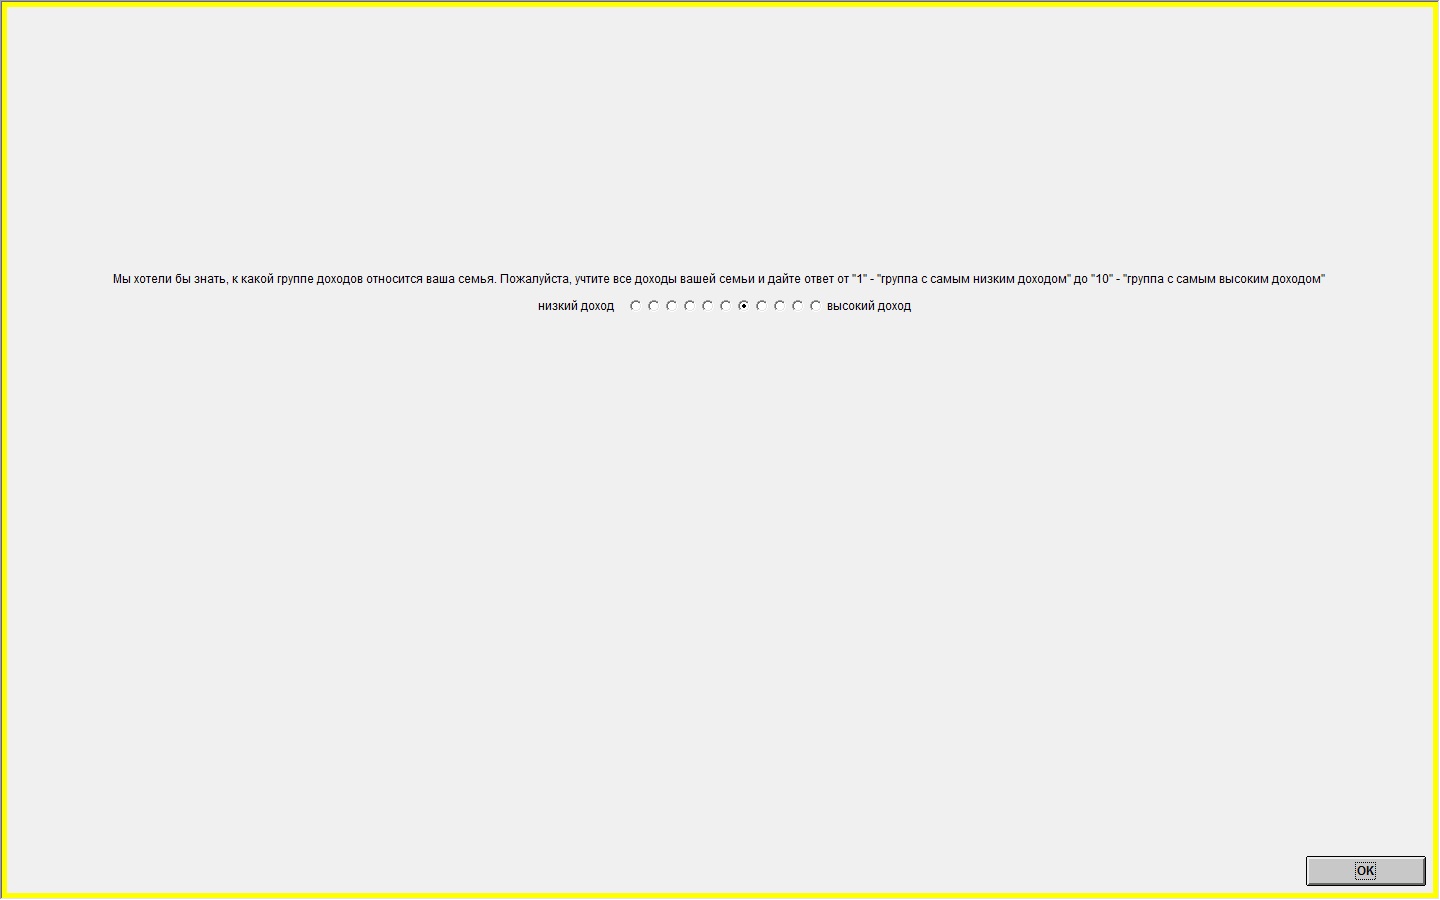 Мы хотели бы знать, к какой группе доходов относится ваша семья. Пожалуйста, учтите все доходы вашей семьи и дайте ответ от "1" - "группа с самым низким доходом" до "10" - "группа с самым высоким доходом"
низкий доход высокий доход
OK